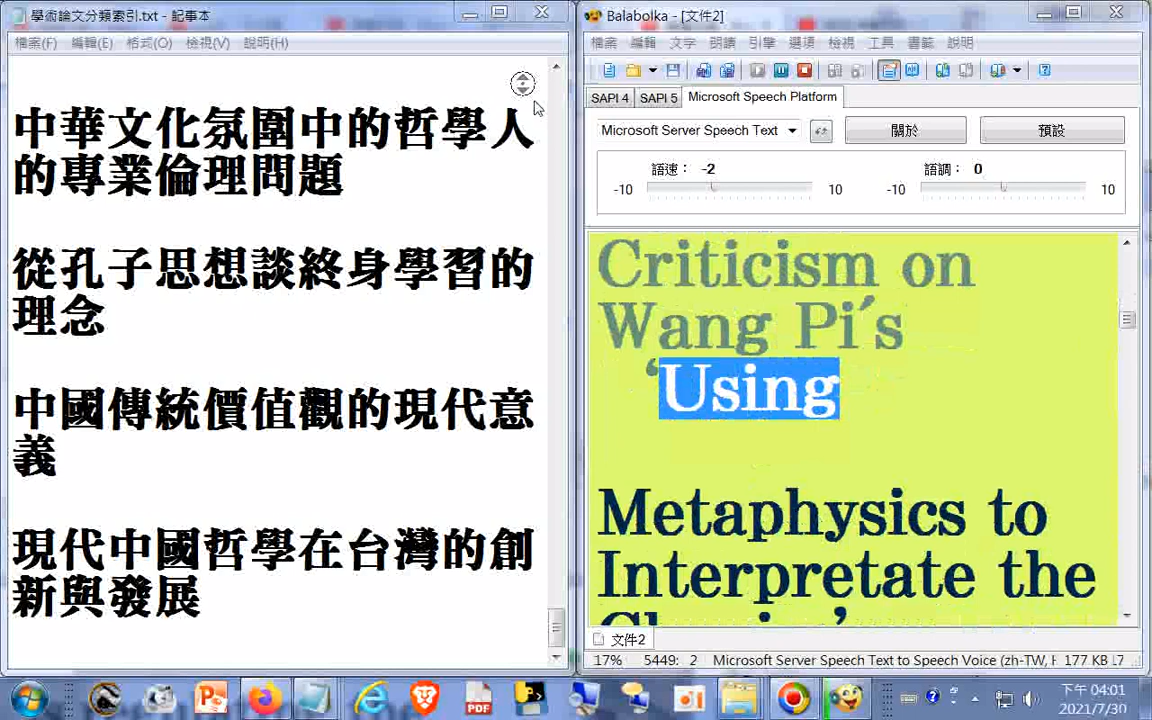 學術論文分類索引.txt - 記事本
檔案(F) 編輯(E) 格式(O) 檢視(V) 說明(H)
中華文化氛圍中的哲學人
的專業倫理問題
從孔子思想談終身學習的
理念
中國傳統價值觀的現代意
義
現代中國哲學在台灣的創
新與發展
Balabolka - [文件2]
檔案 編輯 文字 朗讀 引擎 選項 檢視 工具 書籤 說明
SAPI 4 SAPI 5 Microsoft Speech Platform
Microsoft Server Speech Text 關於 預設
語速： -2 語調： 0
-10 10 -10 10
Criticism on
Wang Pi′s
‘Using
Metaphysics to
Interpretate the
文件2
17% 5449: 2 Microsoft Server Speech Text to Speech Voice (zh-TW, 177 KB
PDF
下午 04:01
2021/7/30